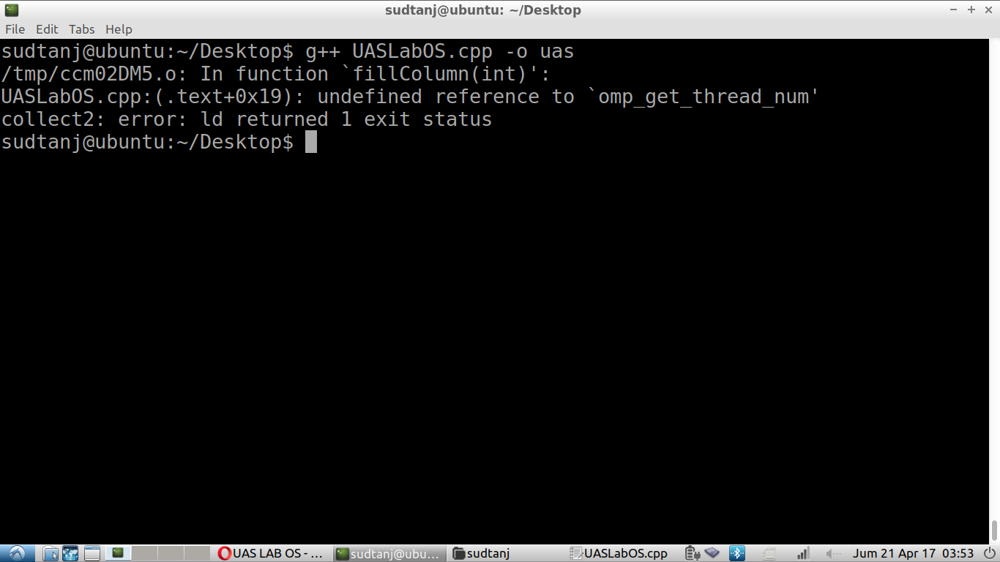 sudtanj@ubuntu: ~/Desktop
File Edit Tabs Help
sudtanj@ubuntu:~/Desktop$ g++ UASLabOS.cpp -o uas
/tmp/ccm02DM5.o: In function `fillColumn(int)':
UASLabOS.cpp:(.text+0x19): undefined reference to `omp_get_thread_num'
collect2: error: ld returned 1 exit status
sudtanj@ubuntu:~/Desktop$
UAS LAB OS - ... sudtanj@ubu... sudtanj UASLabOS.cpp Jum 21 Apr 17 03:53